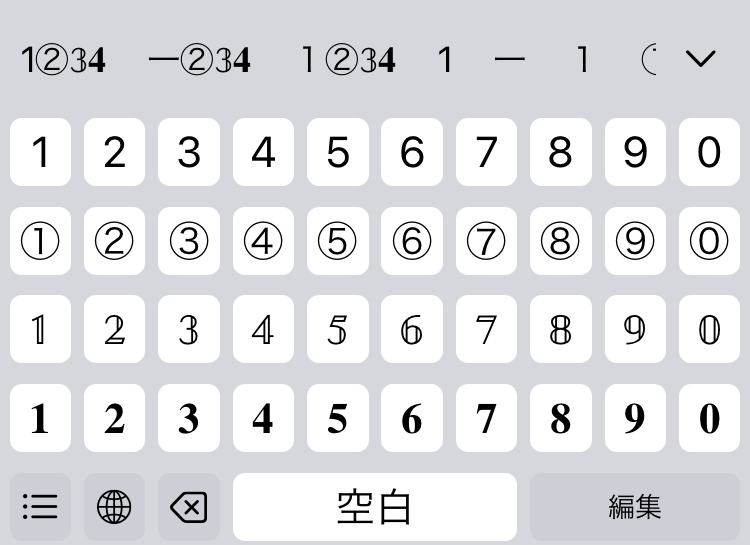 1②𝟛𝟒 一②𝟛𝟒 １②𝟛𝟒 1 一 １
1 2 3 4 5 6 7 8 9 0
① ② ③ ④ ⑤ ⑥ ⑦ ⑧ ⑨ ⓪
𝟙 𝟚 𝟛 𝟜 𝟝 𝟞 𝟟 𝟠 𝟡 𝟘
𝟏 𝟐 𝟑 𝟒 𝟓 𝟔 𝟕 𝟖 𝟗 𝟎
空白 編集